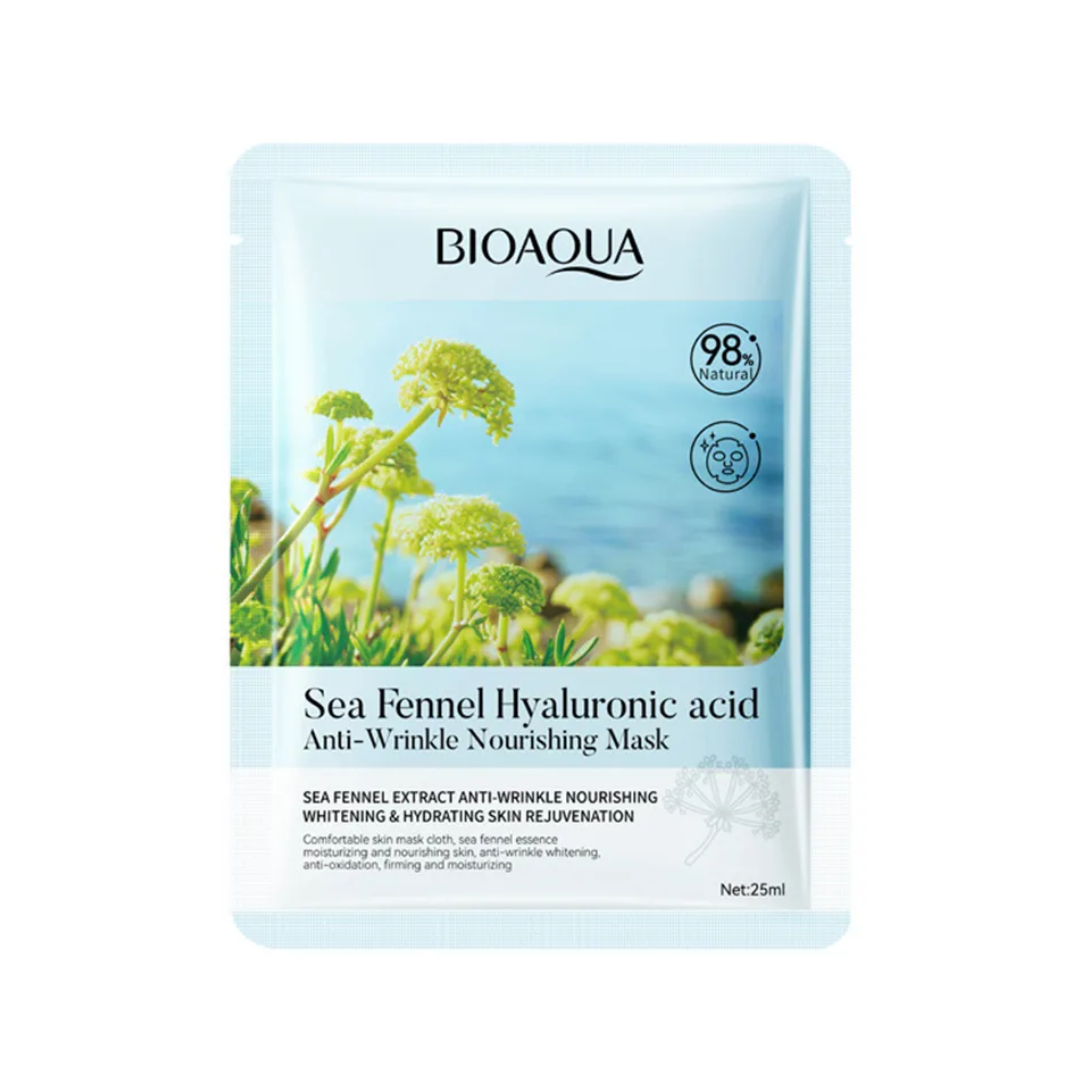 BIOAQUA
98%
Natural
Sea Fennel Hyaluronic acid
Anti-Wrinkle Nourishing Mask
SEA FENNEL EXTRACT ANTI-WRINKLE NOURISHING
WHITENING & HYDRATING SKIN REJUVENATION
Comfortable skin mask cloth, sea fennel essence
moisturizing and nourishing skin, anti-wrinkle whitening,
anti-oxidation, firming and moisturizing
Net:25ml